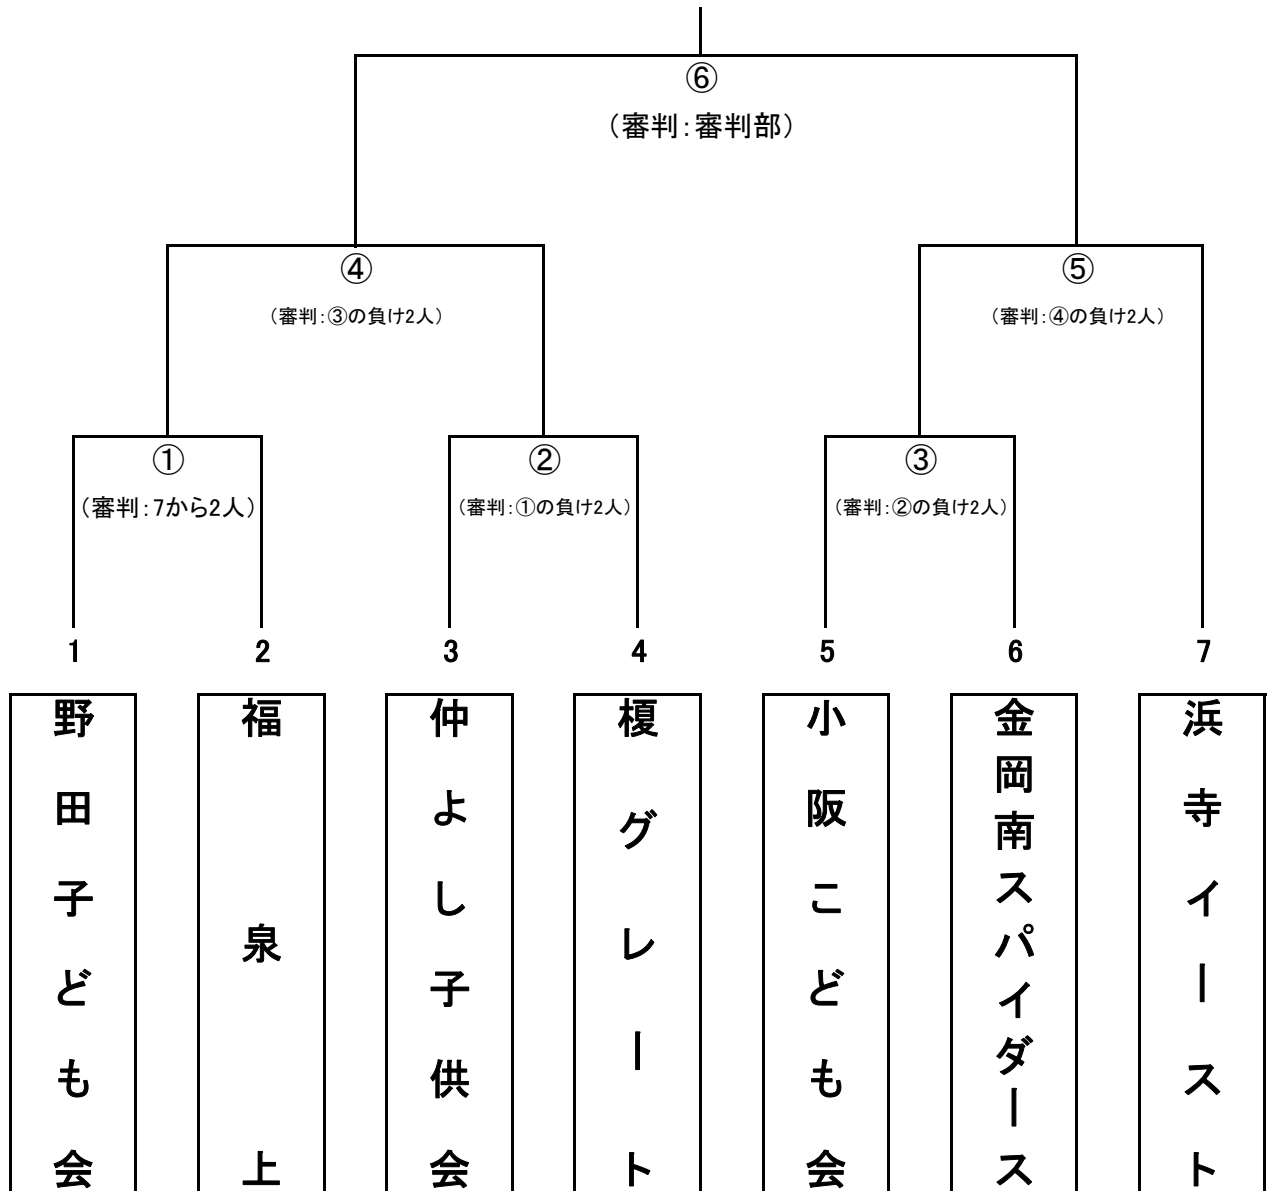 ⑥
（審判：審判部）
④
⑤
（審判：③の負け2人）
（審判：④の負け2人）
①
②
③
（審判：7から2人）
（審判：①の負け2人）
（審判：②の負け2人）
1
2
3
4
5
6
7
野田子ども会
福泉上
仲よし子供会
榎グレート
小阪こども会
金岡南スパイダース
浜寺イースト